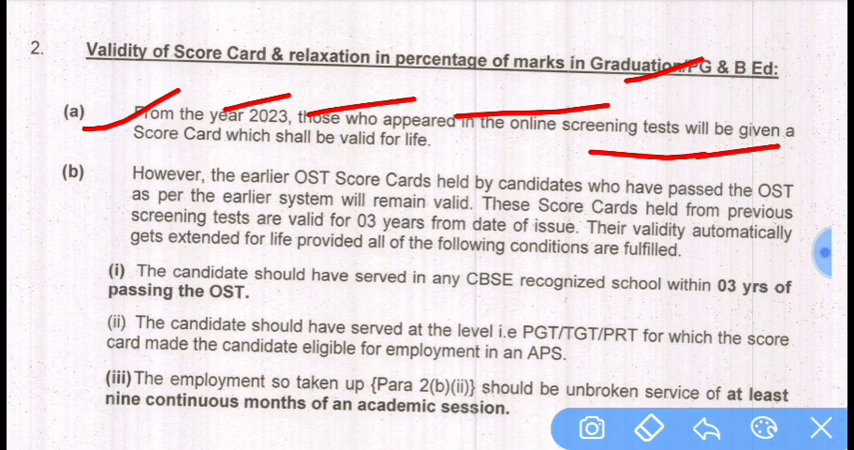 2. Validity of Score Card & relaxation in percentage of marks in Graduation/PG & B Ed:
(a) From the year 2023, those who appeared in the online screening tests will be given a
Score Card which shall be valid for life.
(b) However, the earlier OST Score Cards held by candidates who have passed the OST
as per the earlier system will remain valid. These Score Cards held from previous
screening tests are valid for 03 years from date of issue. Their validity automatically
gets extended for life provided all of the following conditions are fulfilled.
(i) The candidate should have served in any CBSE recognized school within 03 yrs of
passing the OST.
(ii) The candidate should have served at the level i.e PGT/TGT/PRT for which the score
card made the candidate eligible for employment in an APS.
(iii) The employment so taken up {Para 2(b)(ii)} should be unbroken service of at least
nine continuous months of an academic session.